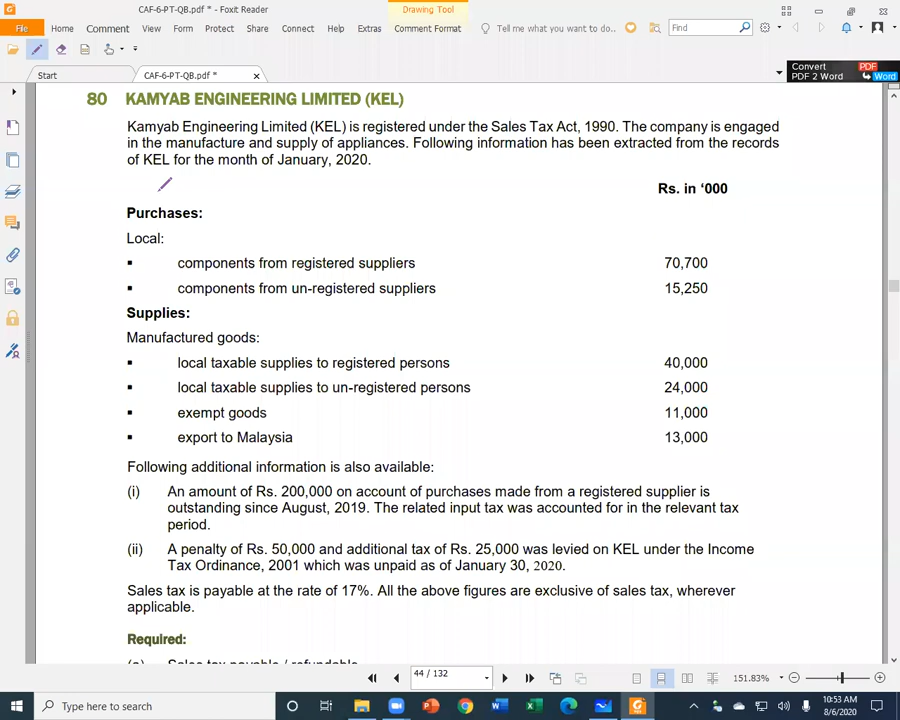 CAF-6-PT-QB.pdf * - Foxit Reader
Drawing Tool
File Home Comment View Form Protect Share Connect Help Extras Comment Format Tell me what you want to do.. Find
Start
CAF-6-PT-QB.pdf *
Convert PDF
PDF 2 Word Word
80 KAMYAB ENGINEERING LIMITED (KEL)
Kamyab Engineering Limited (KEL) is registered under the Sales Tax Act, 1990. The company is engaged
in the manufacture and supply of appliances. Following information has been extracted from the records
of KEL for the month of January, 2020.
Rs. in ‘000
Purchases:
Local:
▪ components from registered suppliers 70,700
▪ components from un-registered suppliers 15,250
Supplies:
Manufactured goods:
▪ local taxable supplies to registered persons 40,000
▪ local taxable supplies to un-registered persons 24,000
▪ exempt goods 11,000
▪ export to Malaysia 13,000
Following additional information is also available:
(i) An amount of Rs. 200,000 on account of purchases made from a registered supplier is
outstanding since August, 2019. The related input tax was accounted for in the relevant tax
period.
(ii) A penalty of Rs. 50,000 and additional tax of Rs. 25,000 was levied on KEL under the Income
Tax Ordinance, 2001 which was unpaid as of January 30, 2020.
Sales tax is payable at the rate of 17%. All the above figures are exclusive of sales tax, wherever
applicable.
Required:
(a) Sales tax payable / refundable
44 / 132
151.83%
Type here to search
10:53 AM
8/6/2020